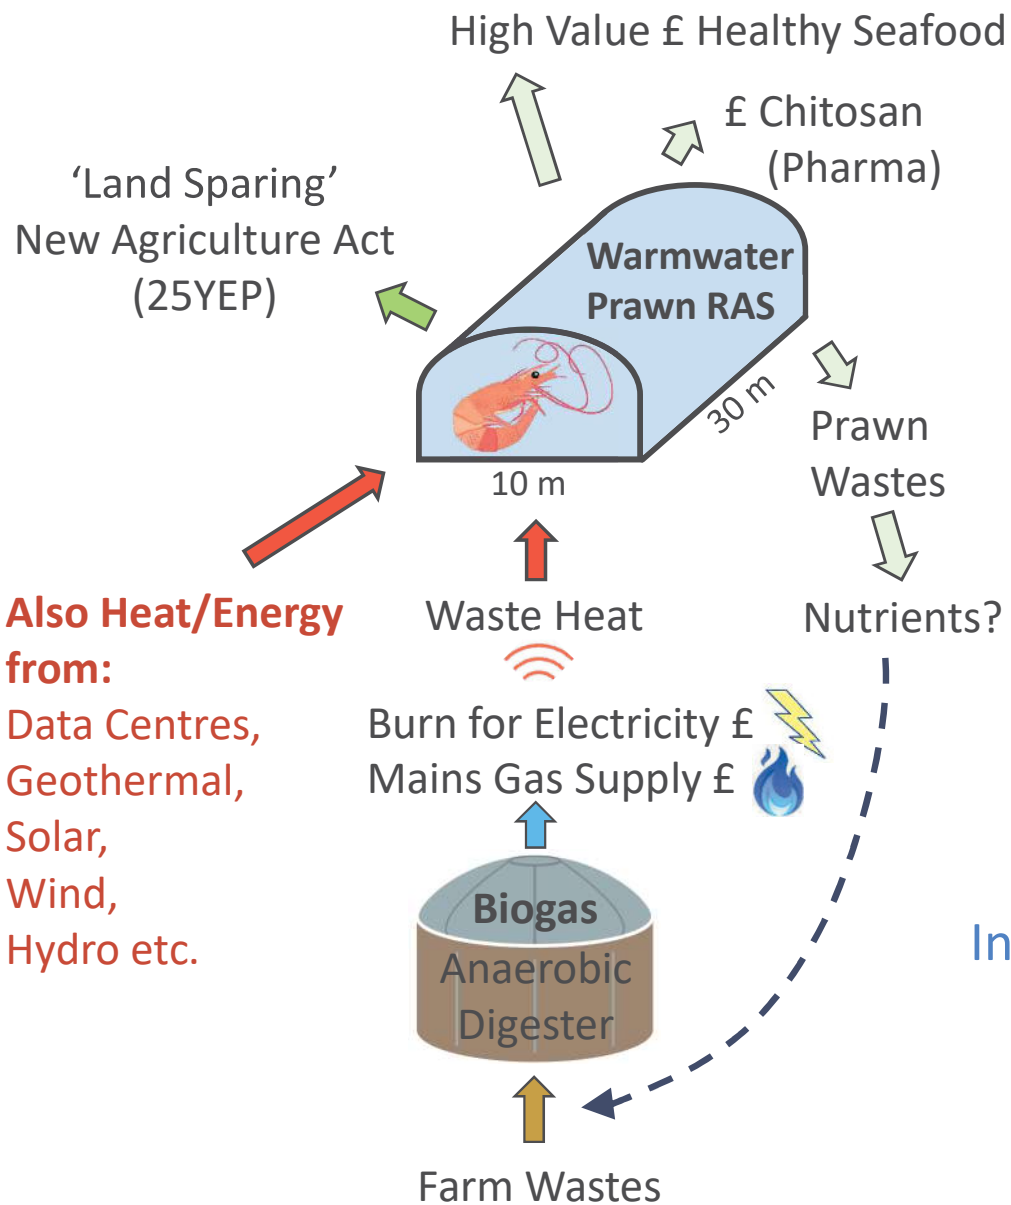 High Value £ Healthy Seafood
£ Chitosan
(Pharma)
‘Land Sparing’
New Agriculture Act
(25YEP)
Warmwater
Prawn RAS
30 m
10 m
Prawn
Wastes
Nutrients?
Also Heat/Energy
from:
Data Centres,
Geothermal,
Solar,
Wind,
Hydro etc.
Waste Heat
Burn for Electricity £
Mains Gas Supply £
Biogas
Anaerobic
Digester
In
Farm Wastes